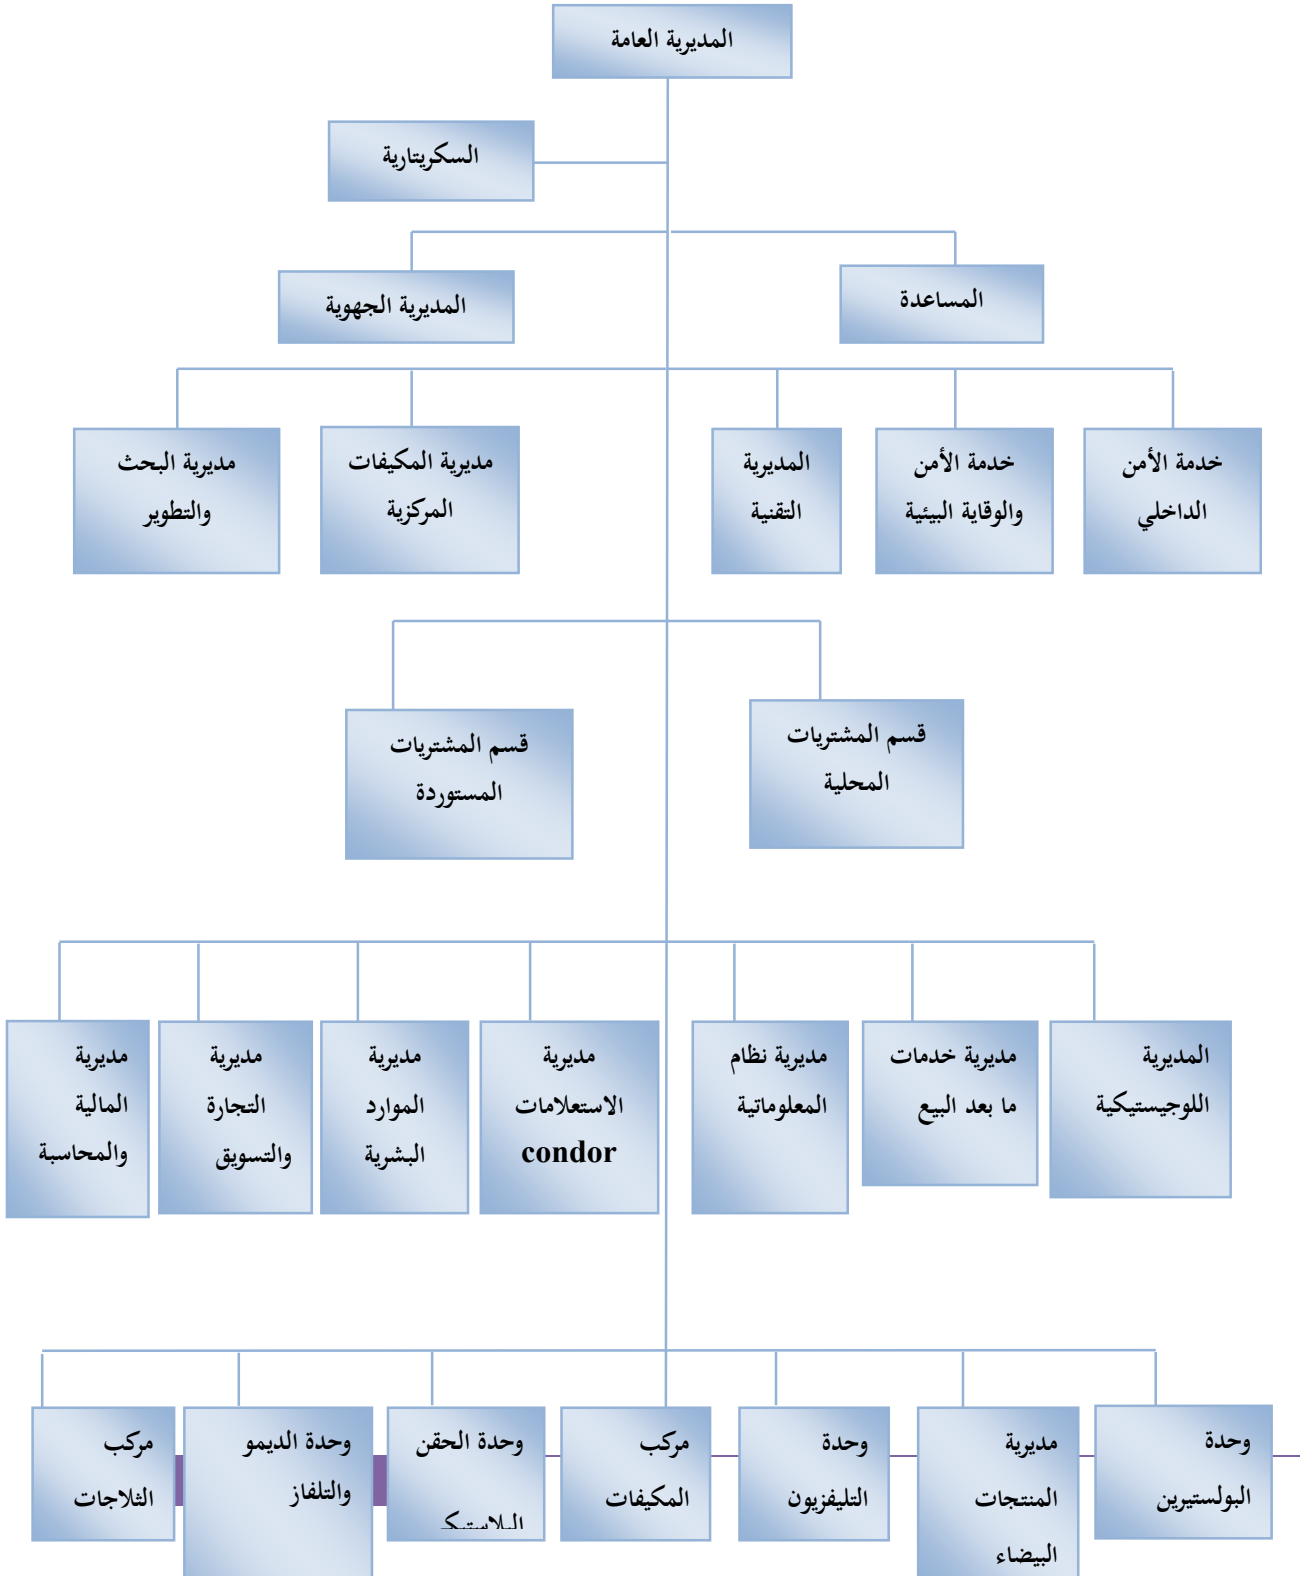 المديرية العامة
السكريتارية
المساعدة
المديرية الجهوية
خدمة الأمن
الداخلي
خدمة الأمن
والوقاية البيئية
المديرية
التقنية
مديرية المكيفات
المركزية
مديرية البحث
والتطوير
قسم المشتريات
المحلية
قسم المشتريات
المستوردة
المديرية
اللوجيستيكية
مديرية خدمات
ما بعد البيع
مديرية نظام
المعلوماتية
مديرية
الاستعلامات
condor
مديرية
الموارد
البشرية
مديرية
التجارة
والتسويق
مديرية
المالية
والمحاسبة
وحدة
البولستيرين
مديرية
المنتجات
البيضاء
وحدة
التليفزيون
مركب
المكيفات
وحدة الحقن
وحدة الديمو
والتلفاز
مركب
الثلاجات